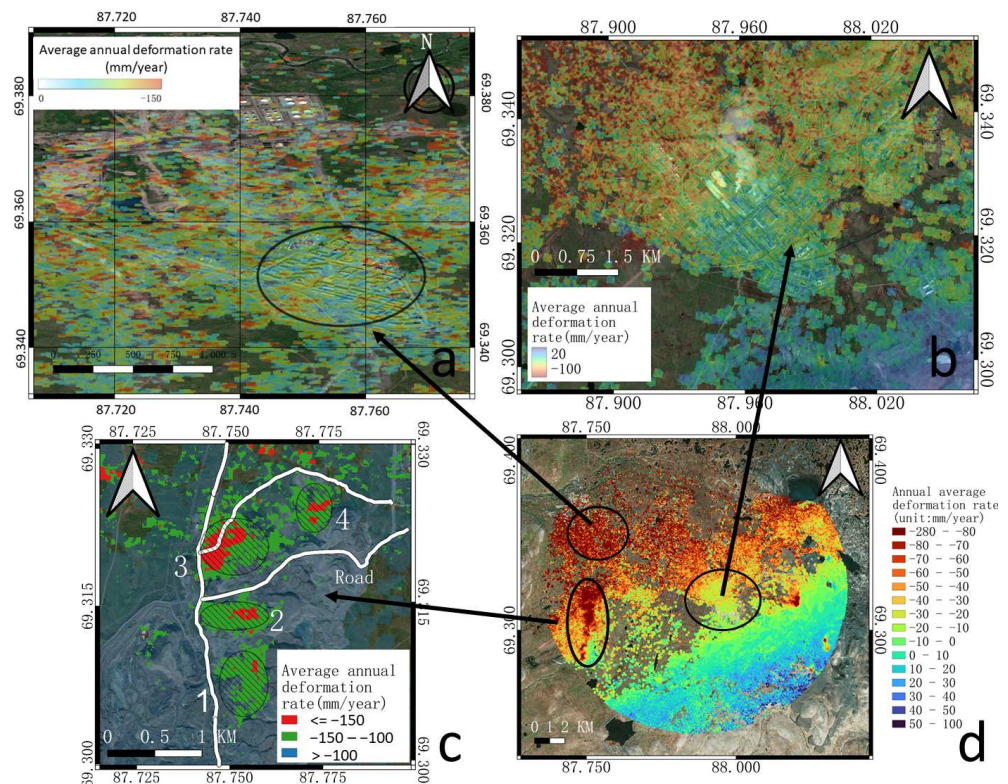 87.720 87.740 87.760
Average annual deformation rate
(mm/year)
0 -150
N
69.380
69.360
69.340
69.380
69.360
69.340
0 250 500 750 1,000 m
a
87.720 87.740 87.760
87.900 87.960 88.020
69.340
69.320
69.300
69.340
69.320
69.300
0 0.75 1.5 KM
Average annual
deformation
rate(mm/year)
20
-100
b
87.900 87.960 88.020
87.725 87.750 87.775
69.330
69.315
69.300
69.330
69.315
69.300
4
3
Road
2
1
0 0.5 1 KM
Average annual
deformation
rate(mm/year)
<= -150
-150 - -100
> -100
c
87.725 87.750 87.775
87.750 88.000
69.400
69.300
69.400
69.300
0 1 2 KM
d
87.750 88.000
Annual average
deformation rate
(unit:mm/year)
-280 - -80
-80 - -70
-70 - -60
-60 - -50
-50 - -40
-40 - -30
-30 - -20
-20 - -10
-10 - 0
0 - 10
10 - 20
20 - 30
30 - 40
40 - 50
50 - 100